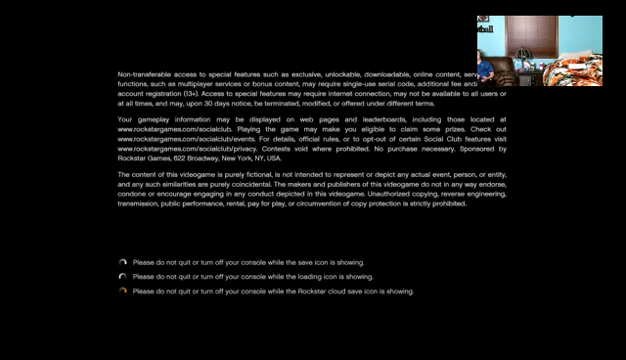 Non-transferable access to special features such as exclusive, unlockable, downloadable, online content,
functions, such as multiplayer services or bonus content, may require single-use serial code, additional fee
account registration (13+). Access to special features may require internet connection, may not be available to all users or
at all times, and may, upon 30 days notice, be terminated, modified, or offered under different terms.
Your gameplay information may be displayed on web pages and leaderboards, including those located at
www.rockstargames.com/socialclub. Playing the game may make you eligible to claim some prizes. Check out
www.rockstargames.com/socialclub/events. For details, official rules, or to opt-out of certain Social Club features visit
www.rockstargames.com/socialclub/privacy. Contests void where prohibited. No purchase necessary. Sponsored by
Rockstar Games, 622 Broadway, New York, NY, USA.
The content of this videogame is purely fictional, is not intended to represent or depict any actual event, person, or entity,
and any such similarities are purely coincidental. The makers and publishers of this videogame do not in any way endorse,
condone or encourage engaging in any conduct depicted in this videogame. Unauthorized copying, reverse engineering,
transmission, public performance, rental, pay for play, or circumvention of copy protection is strictly prohibited.
Please do not quit or turn off your console while the save icon is showing.
Please do not quit or turn off your console while the loading icon is showing.
Please do not quit or turn off your console while the Rockstar cloud save icon is showing.